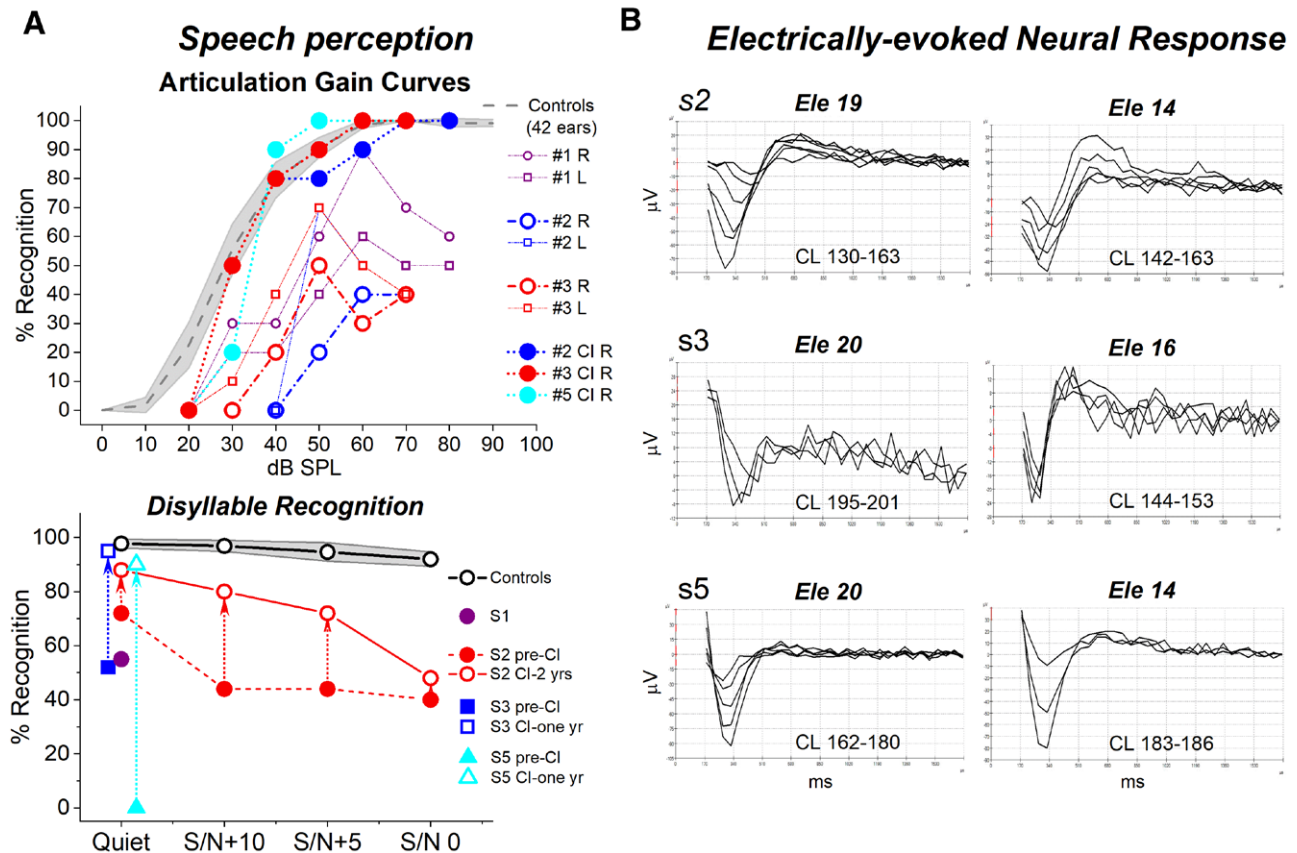 A
Speech perception
Articulation Gain Curves
100
90
80
70
60
50
40
30
20
10
0
% Recognition
0 10 20 30 40 50 60 70 80 90 100
dB SPL
Controls
(42 ears)
#1 R
#1 L
#2 R
#2 L
#3 R
#3 L
#2 CI R
#3 CI R
#5 CI R
Disyllable Recognition
100
80
60
40
20
0
% Recognition
Quiet S/N+10 S/N+5 S/N 0
Controls
S1
S2 pre-CI
S2 CI-2 yrs
S3 pre-CI
S3 CI-one yr
S5 pre-CI
S5 CI-one yr
B
Electrically-evoked Neural Response
s2
Ele 19
Ele 14
µV
CL 130-163
CL 142-163
s3
Ele 20
Ele 16
µV
CL 195-201
CL 144-153
s5
Ele 20
Ele 14
µV
CL 162-180
CL 183-186
ms